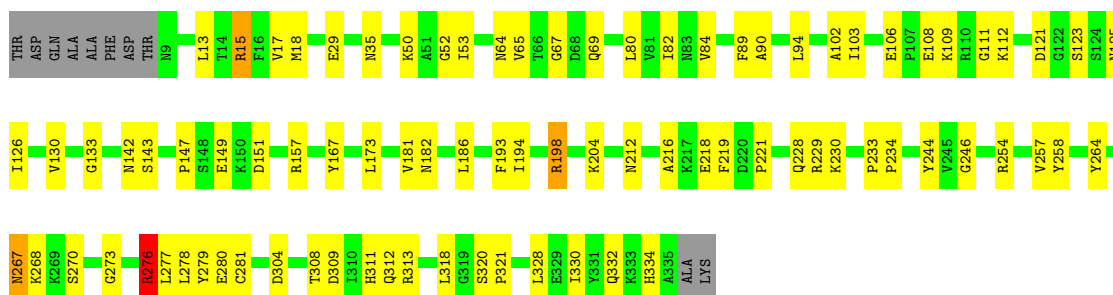 THR ASP GLN ALA ALA PHE ASP THR N9 L13 T14 R15 F16 V17 M18 E29 N35 K50 A51 G52 I53 N64 V65 T66 G67 D68 Q69 L80 V81 I82 N83 V84 F89 A90 L94 A102 I103 E106 P107 E108 K109 R110 G111 K112 D121 G122 S123 S124 N125
I126 V130 G133 N142 S143 P147 S148 E149 K150 D151 R157 Y167 L173 V181 N182 L186 F193 I194 R198 K204 N212 A216 K217 E218 F219 D220 P221 Q228 R229 K230 P233 P234 Y244 V245 G246 R254 V257 Y258 Y264
N267 K268 K269 S270 G273 R276 L277 L278 Y279 E280 C281 D304 T308 D309 I310 H311 Q312 R313 L318 G319 S320 P321 L328 E329 I330 Y331 Q332 K333 H334 A335 ALA LYS